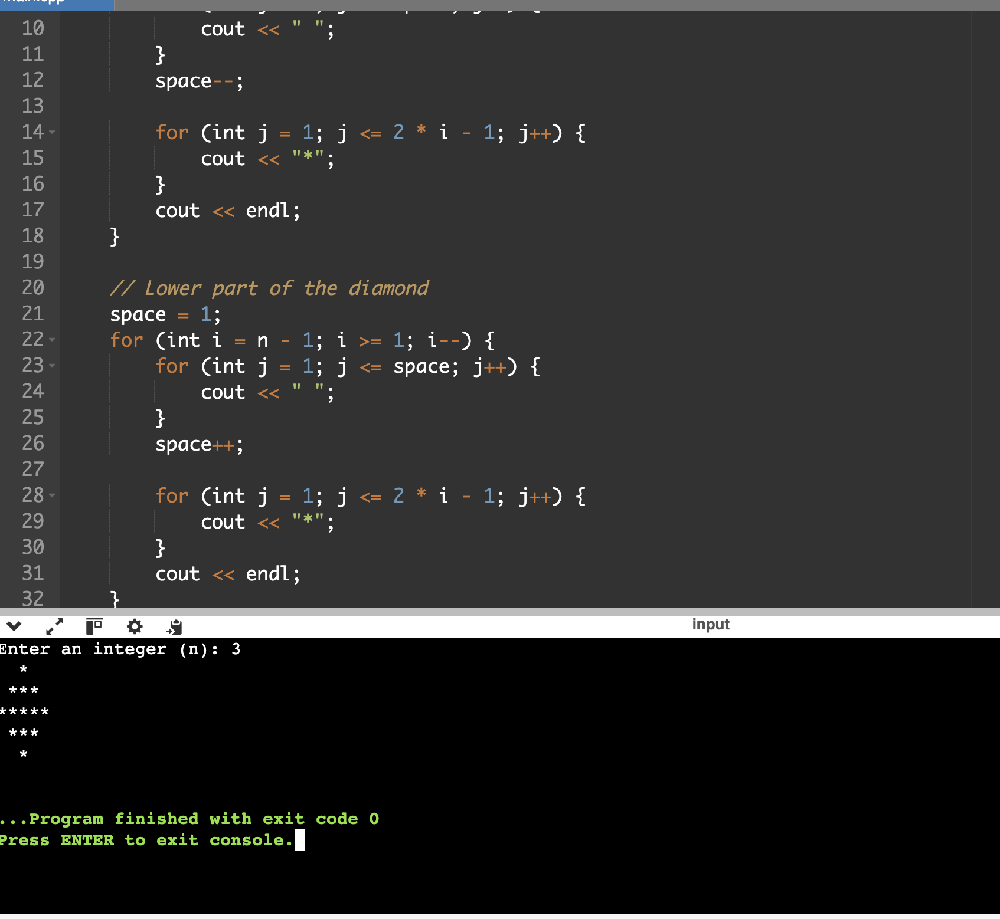 main.cpp
10 cout << " ";
11 }
12 space--;
13
14 for (int j = 1; j <= 2 * i - 1; j++) {
15 cout << "*";
16 }
17 cout << endl;
18 }
19
20 // Lower part of the diamond
21 space = 1;
22 for (int i = n - 1; i >= 1; i--) {
23 for (int j = 1; j <= space; j++) {
24 cout << " ";
25 }
26 space++;
27
28 for (int j = 1; j <= 2 * i - 1; j++) {
29 cout << "*";
30 }
31 cout << endl;
32 }
input
Enter an integer (n): 3
  *
 ***
*****
 ***
  *
...Program finished with exit code 0
Press ENTER to exit console.